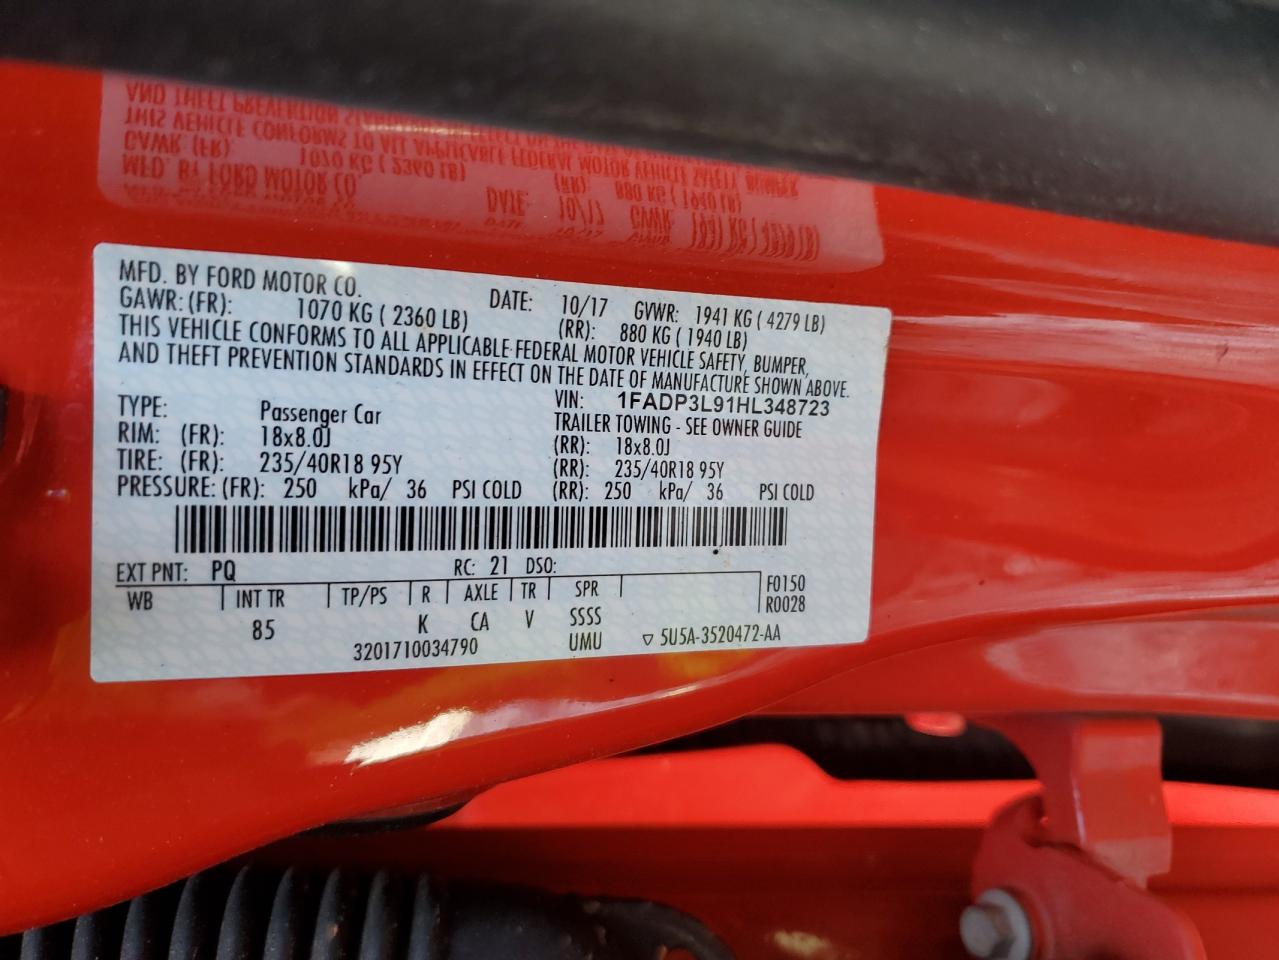 MFD. BY FORD MOTOR CO.
DATE: 10/17 GVWR: 1941 KG ( 4279 LB)
GAWR: (FR): 1070 KG ( 2360 LB) (RR): 880 KG ( 1940 LB)
THIS VEHICLE CONFORMS TO ALL APPLICABLE FEDERAL MOTOR VEHICLE SAFETY, BUMPER,
AND THEFT PREVENTION STANDARDS IN EFFECT ON THE DATE OF MANUFACTURE SHOWN ABOVE.
VIN: 1FADP3L91HL348723
TYPE: Passenger Car TRAILER TOWING - SEE OWNER GUIDE
RIM: (FR): 18x8.0J (RR): 18x8.0J
TIRE: (FR): 235/40R18 95Y (RR): 235/40R18 95Y
PRESSURE: (FR): 250 kPa/ 36 PSI COLD (RR): 250 kPa/ 36 PSI COLD
EXT PNT: PQ RC: 21 DSO:
WB INT TR TP/PS R AXLE TR SPR F0150
R0028
85 K CA V SSSS
3201710034790 UMU ▽ 5U5A-3520472-AA